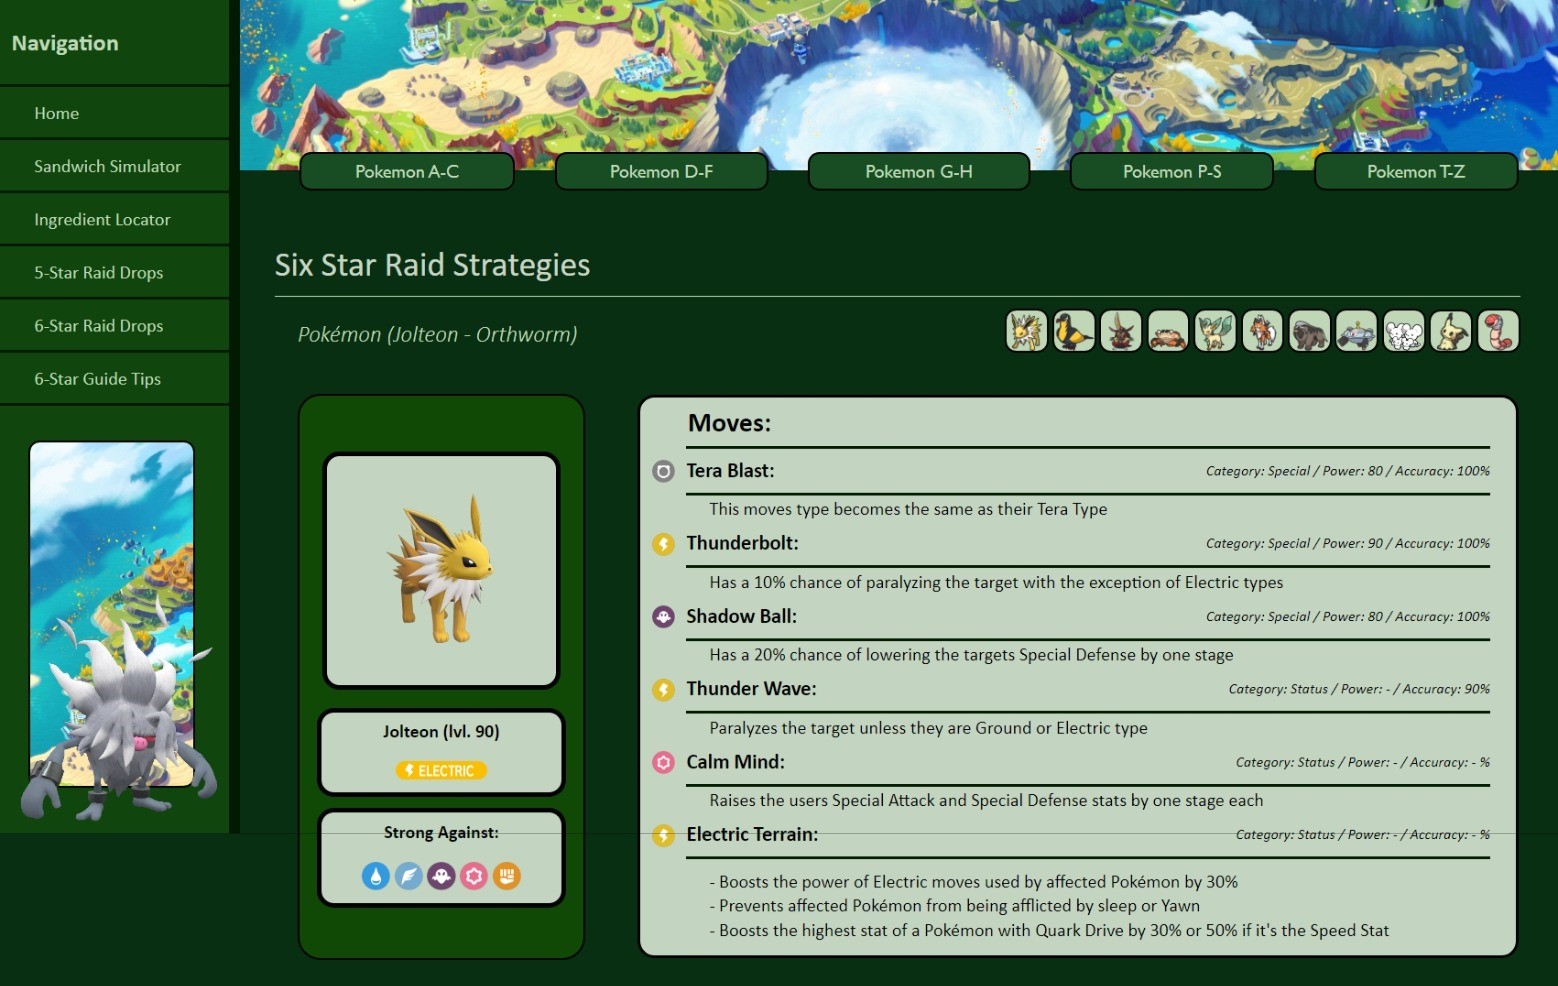 Navigation
Home
Sandwich Simulator
Ingredient Locator
5-Star Raid Drops
6-Star Raid Drops
6-Star Guide Tips
Pokemon A-C
Pokemon D-F
Pokemon G-H
Pokemon P-S
Pokemon T-Z
Six Star Raid Strategies
Pokémon (Jolteon - Orthworm)
Jolteon (lvl. 90)
ELECTRIC
Strong Against:
Moves:
Tera Blast: Category: Special / Power: 80 / Accuracy: 100%
This moves type becomes the same as their Tera Type
Thunderbolt: Category: Special / Power: 90 / Accuracy: 100%
Has a 10% chance of paralyzing the target with the exception of Electric types
Shadow Ball: Category: Special / Power: 80 / Accuracy: 100%
Has a 20% chance of lowering the targets Special Defense by one stage
Thunder Wave: Category: Status / Power: - / Accuracy: 90%
Paralyzes the target unless they are Ground or Electric type
Calm Mind: Category: Status / Power: - / Accuracy: - %
Raises the users Special Attack and Special Defense stats by one stage each
Electric Terrain: Category: Status / Power: - / Accuracy: - %
- Boosts the power of Electric moves used by affected Pokémon by 30%
- Prevents affected Pokémon from being afflicted by sleep or Yawn
- Boosts the highest stat of a Pokémon with Quark Drive by 30% or 50% if it's the Speed Stat